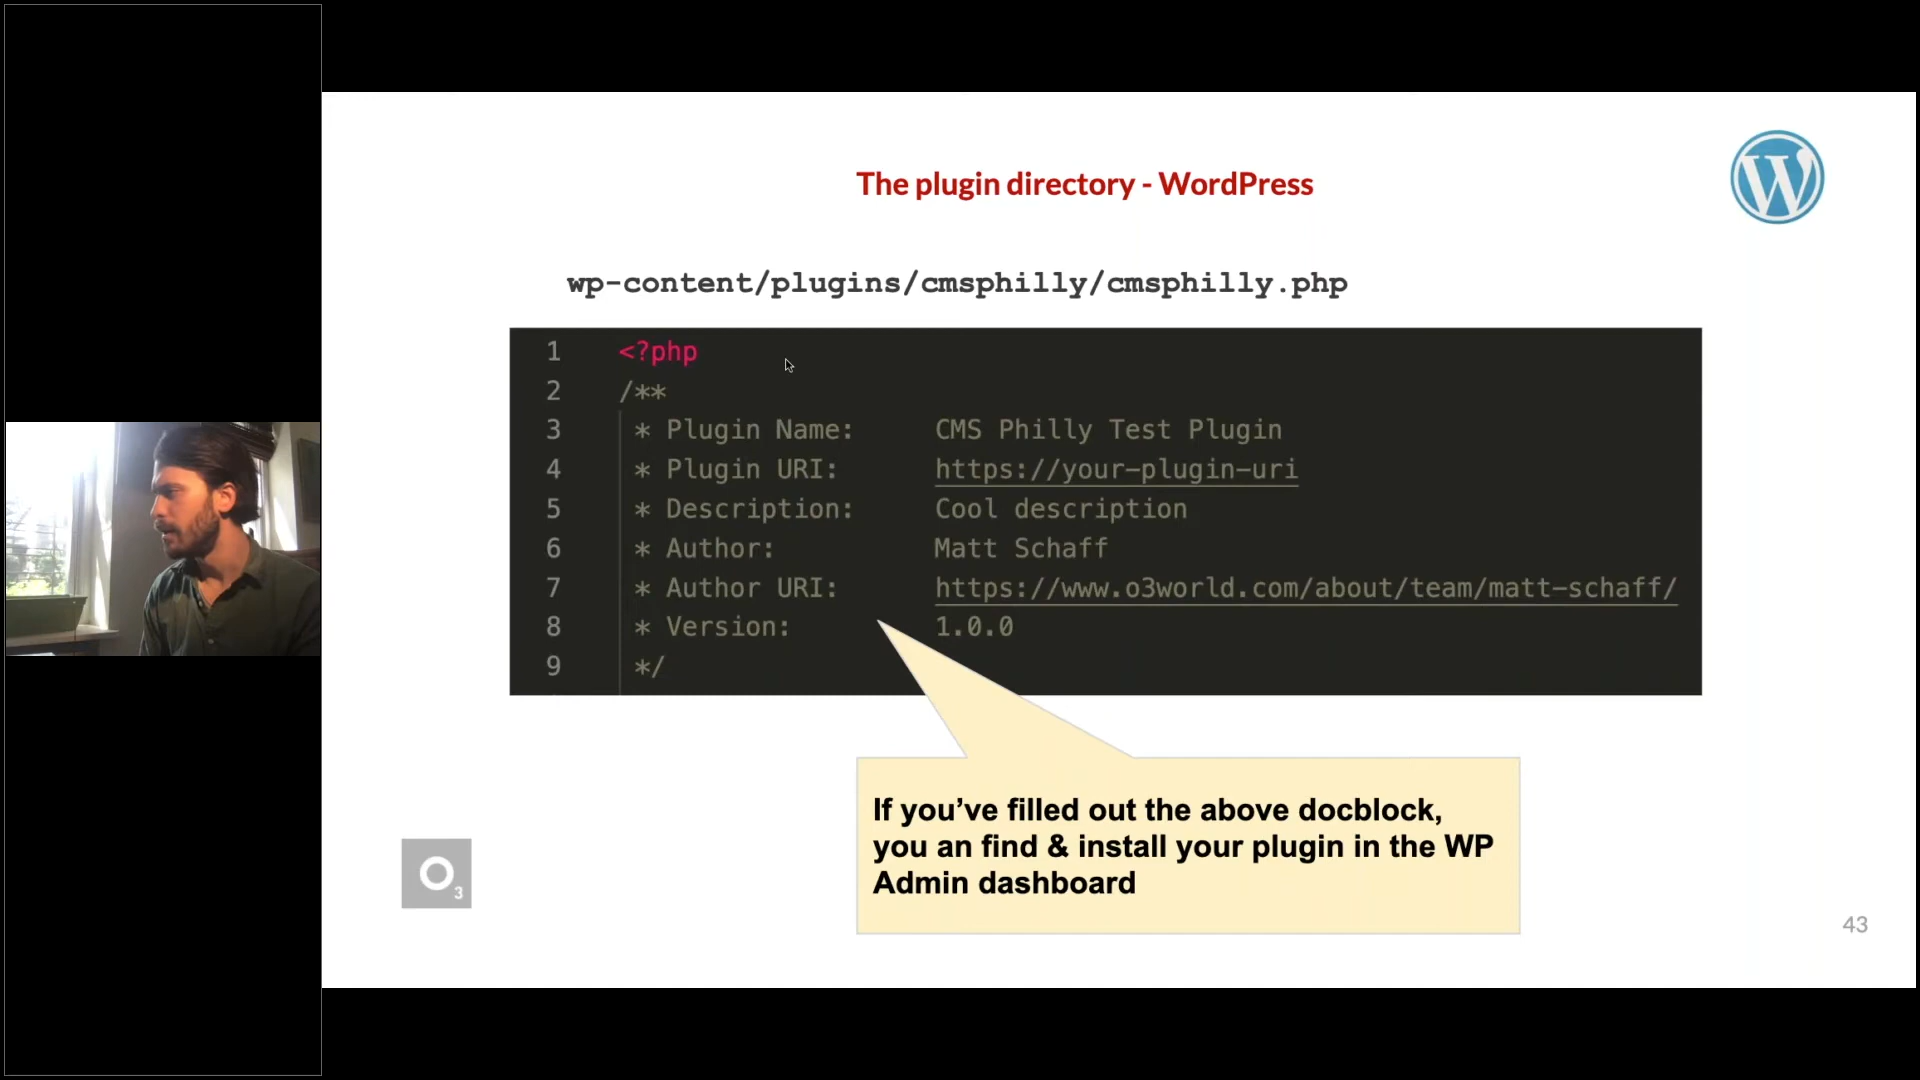 The plugin directory - WordPress
wp-content/plugins/cmsphilly/cmsphilly.php
1 <?php
2 /**
3 * Plugin Name: CMS Philly Test Plugin
4 * Plugin URI: https://your-plugin-uri
5 * Description: Cool description
6 * Author: Matt Schaff
7 * Author URI: https://www.o3world.com/about/team/matt-schaff/
8 * Version: 1.0.0
9 */
If you’ve filled out the above docblock,
you an find & install your plugin in the WP
Admin dashboard
O3
43